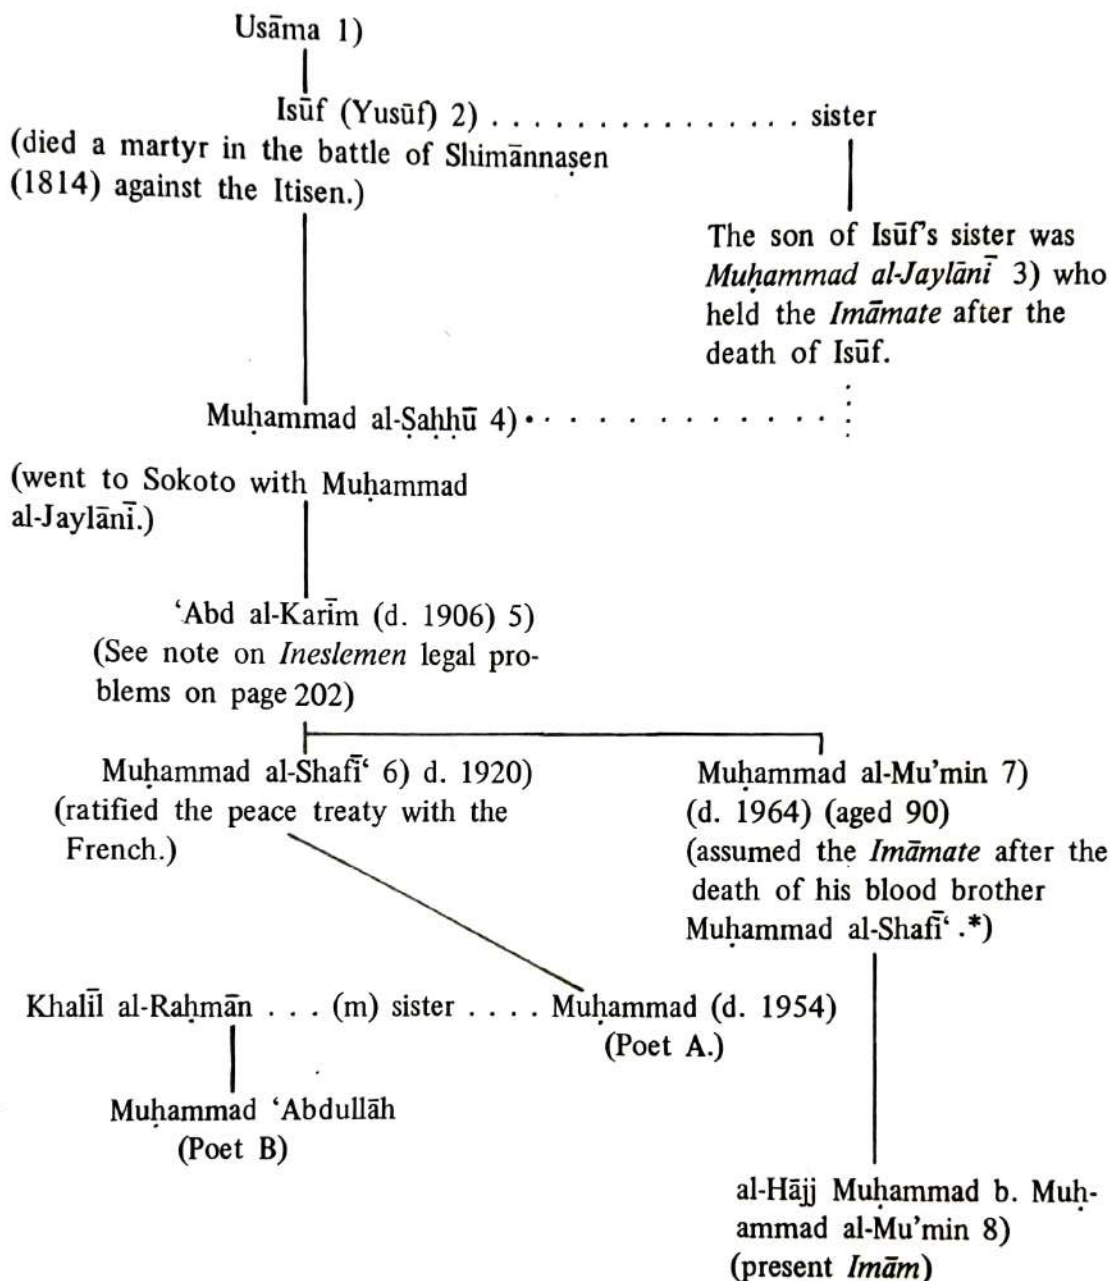 Usāma 1)
Isūf (Yusūf) 2) . . . . . . . . . . . . . . . . sister
(died a martyr in the battle of Shimānnaṣen
(1814) against the Itisen.)
The son of Isūf's sister was
Muḥammad al-Jaylānī 3) who
held the Imāmate after the
death of Isūf.
Muḥammad al-Ṣaḥḥū 4) • · · · · · · · · · · · ·
(went to Sokoto with Muḥammad
al-Jaylānī.)
‘Abd al-Karīm (d. 1906) 5)
(See note on Ineslemen legal pro-
blems on page 202)
Muḥammad al-Shafī‘ 6) d. 1920)
(ratified the peace treaty with the
French.)
Muḥammad al-Mu’min 7)
(d. 1964) (aged 90)
(assumed the Imāmate after the
death of his blood brother
Muḥammad al-Shafī‘ .*)
Khalīl al-Raḥmān . . . (m) sister . . . . Muḥammad (d. 1954)
(Poet A.)
Muḥammad ‘Abdullāh
(Poet B)
al-Hājj Muḥammad b. Muḥ-
ammad al-Mu’min 8)
(present Imām)